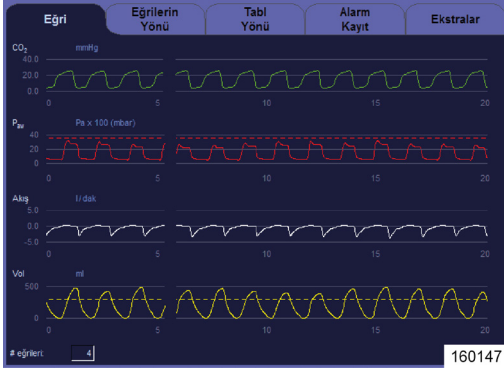 Eğri
Eğrilerin
Yönü
Tabl
Yönü
Alarm
Kayıt
Ekstralar
CO2 mmHg
40.0
20.0
0.0
0 5 10 15 20
Paw Pa x 100 (mbar)
40
20
0
0 5 10 15 20
Akış l/dak
5.0
0.0
-5.0
0 5 10 15 20
Vol ml
500
0
0 5 10 15 20
# eğrileri: 4
160147